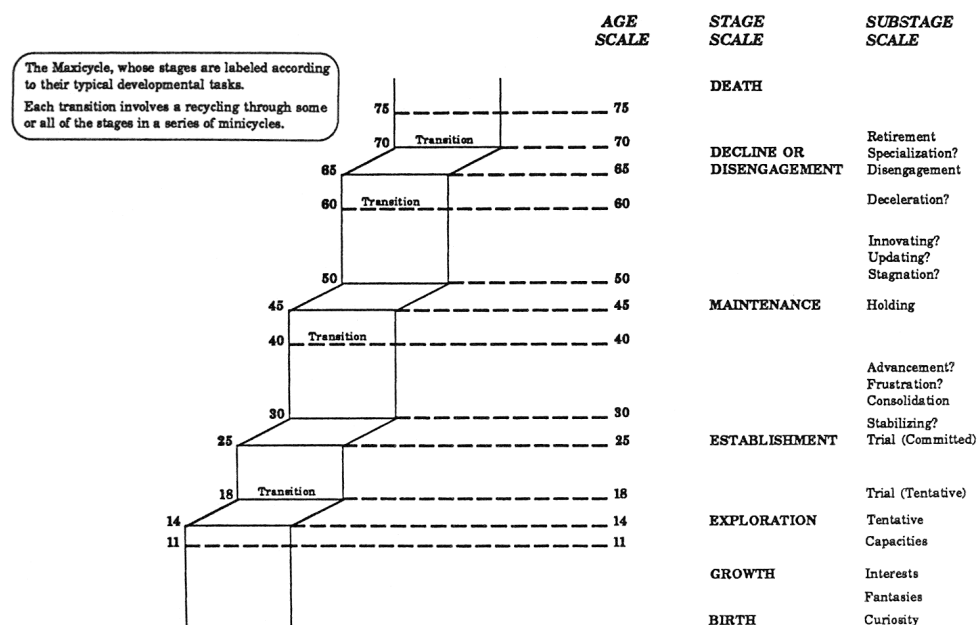 AGE STAGE SUBSTAGE
SCALE SCALE SCALE
The Maxicycle, whose stages are labeled according
to their typical developmental tasks.
Each transition involves a recycling through some
or all of the stages in a series of minicycles.
DEATH
75 75
Retirement
70 Transition 70
DECLINE OR Specialization?
65 65 DISENGAGEMENT Disengagement
60 Transition 60 Deceleration?
Innovating?
Updating?
50 50 Stagnation?
45 45 MAINTENANCE Holding
40 Transition 40
Advancement?
Frustration?
Consolidation
30 30
Stabilizing?
25 25 ESTABLISHMENT Trial (Committed)
18 Transition 18 Trial (Tentative)
14 14 EXPLORATION Tentative
11 11 Capacities
GROWTH Interests
Fantasies
BIRTH Curiosity